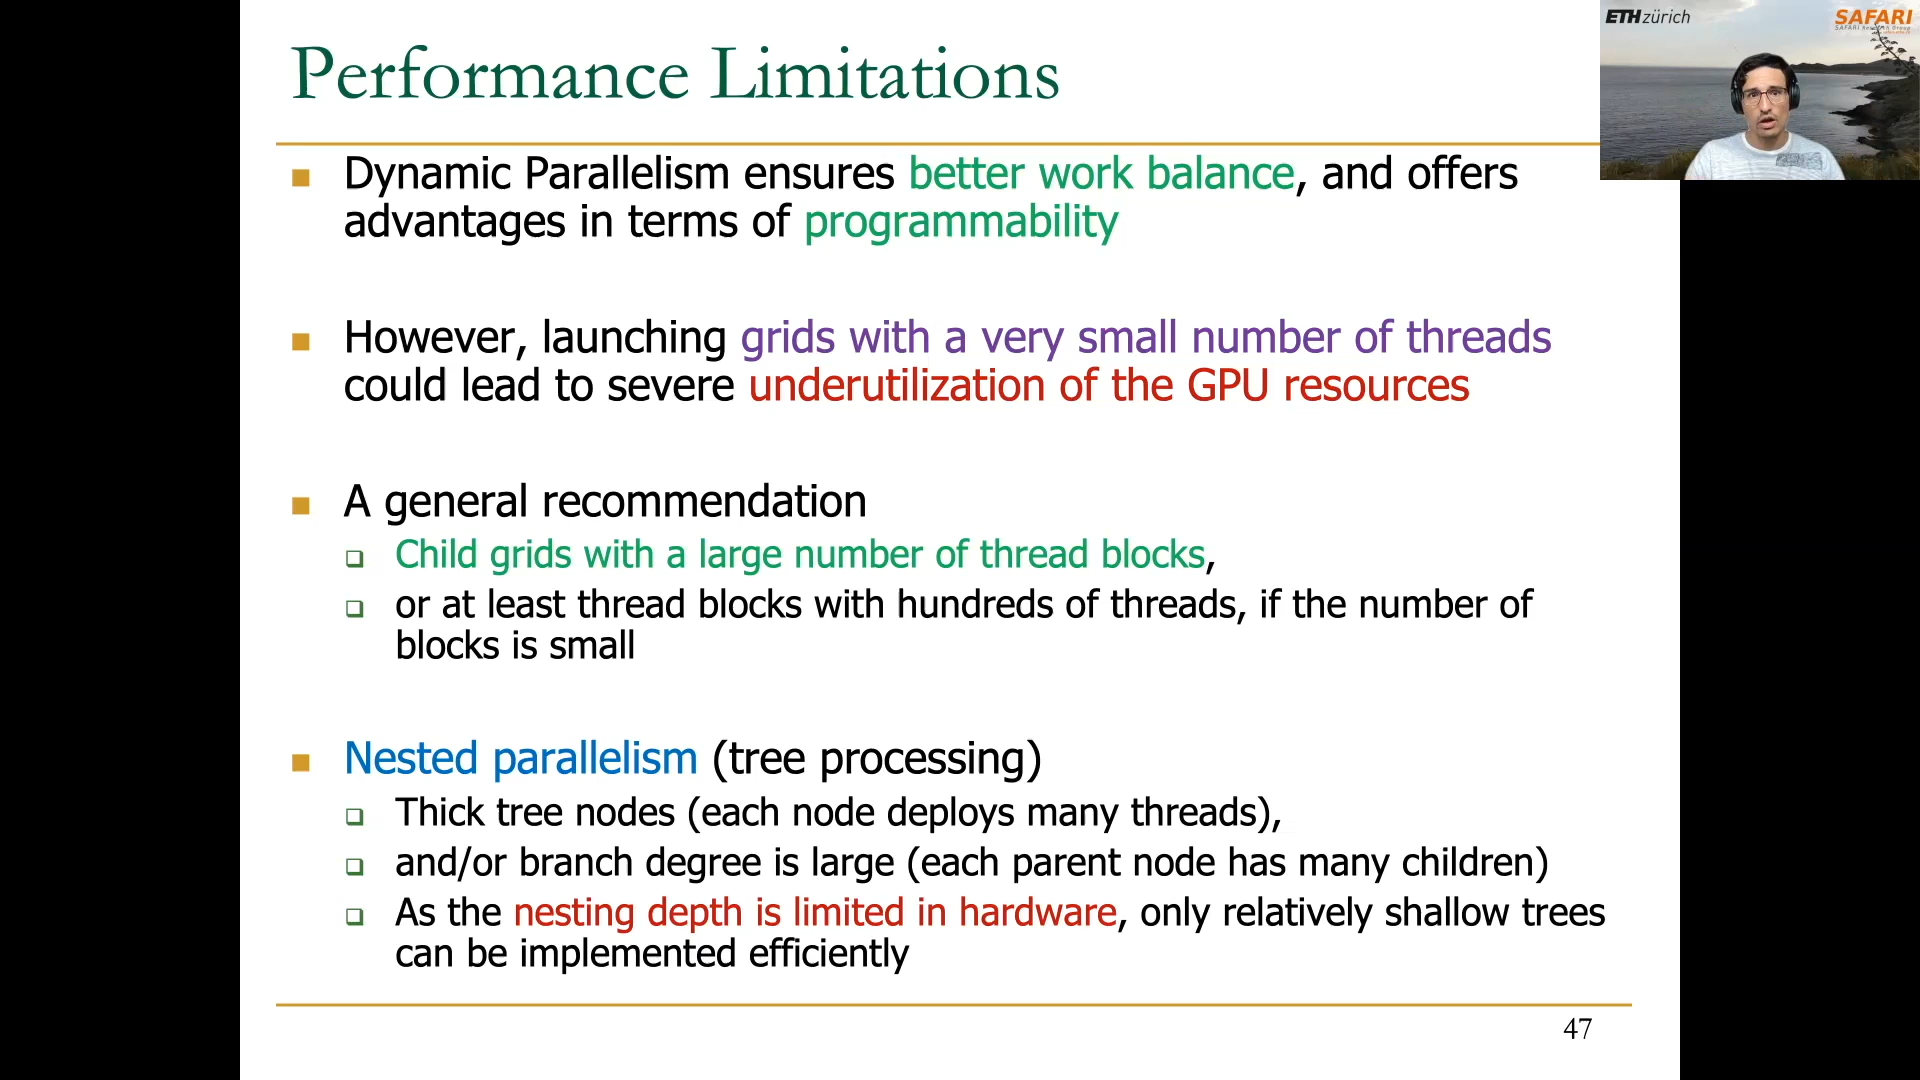 Performance Limitations
ETH zürich
SAFARI
SAFARI Research Group
Dynamic Parallelism ensures better work balance, and offers
advantages in terms of programmability
However, launching grids with a very small number of threads
could lead to severe underutilization of the GPU resources
A general recommendation
Child grids with a large number of thread blocks,
or at least thread blocks with hundreds of threads, if the number of
blocks is small
Nested parallelism (tree processing)
Thick tree nodes (each node deploys many threads),
and/or branch degree is large (each parent node has many children)
As the nesting depth is limited in hardware, only relatively shallow trees
can be implemented efficiently
47